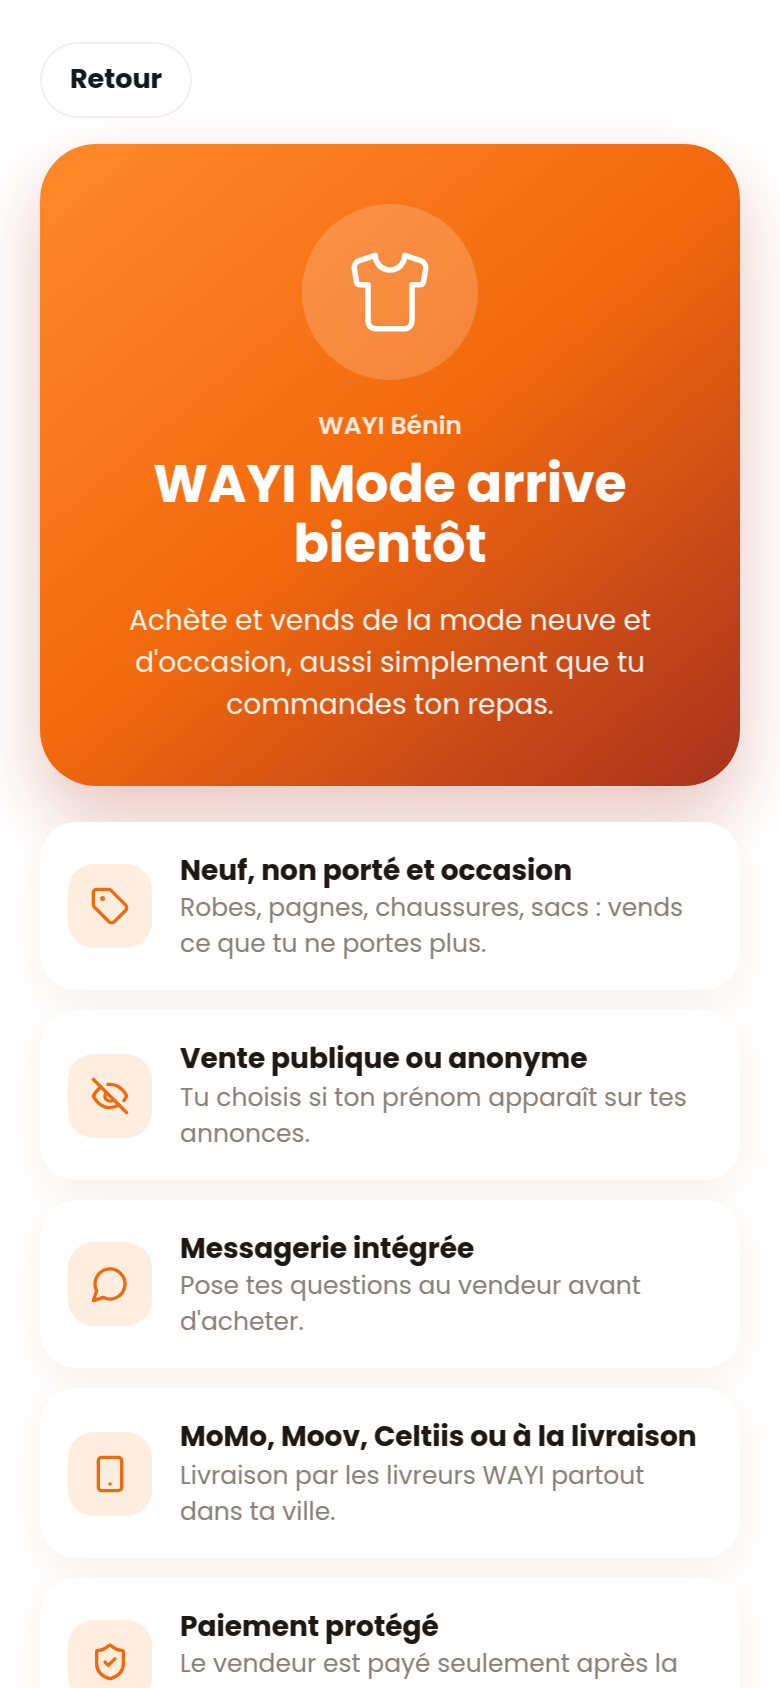 Retour
WAYI Bénin
WAYI Mode arrive
bientôt
Achète et vends de la mode neuve et
d'occasion, aussi simplement que tu
commandes ton repas.
Neuf, non porté et occasion
Robes, pagnes, chaussures, sacs : vends
ce que tu ne portes plus.
Vente publique ou anonyme
Tu choisis si ton prénom apparaît sur tes
annonces.
Messagerie intégrée
Pose tes questions au vendeur avant
d'acheter.
MoMo, Moov, Celtiis ou à la livraison
Livraison par les livreurs WAYI partout
dans ta ville.
Paiement protégé
Le vendeur est payé seulement après la